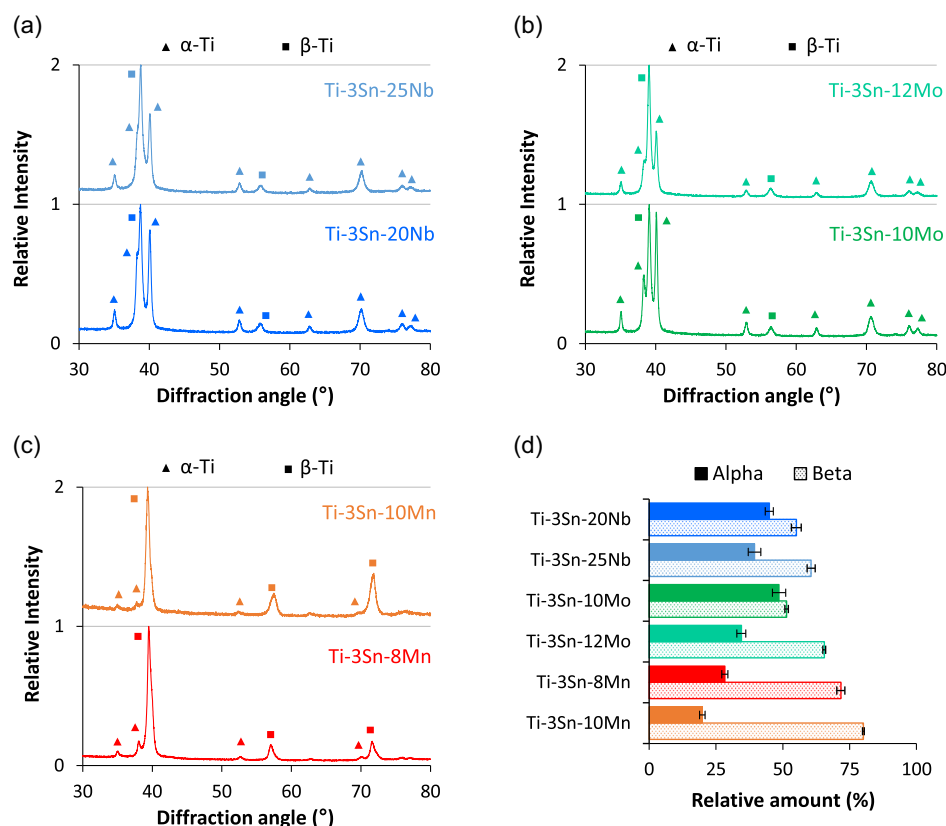 (a)
▲ α-Ti ■ β-Ti
2
Ti-3Sn-25Nb
1
Ti-3Sn-20Nb
0
30 40 50 60 70 80
Diffraction angle (°)
Relative Intensity
(b)
▲ α-Ti ■ β-Ti
2
Ti-3Sn-12Mo
1
Ti-3Sn-10Mo
0
30 40 50 60 70 80
Diffraction angle (°)
Relative Intensity
(c)
▲ α-Ti ■ β-Ti
2
Ti-3Sn-10Mn
1
Ti-3Sn-8Mn
0
30 40 50 60 70 80
Diffraction angle (°)
Relative Intensity
(d)
Alpha Beta
Ti-3Sn-20Nb
Ti-3Sn-25Nb
Ti-3Sn-10Mo
Ti-3Sn-12Mo
Ti-3Sn-8Mn
Ti-3Sn-10Mn
0 25 50 75 100
Relative amount (%)